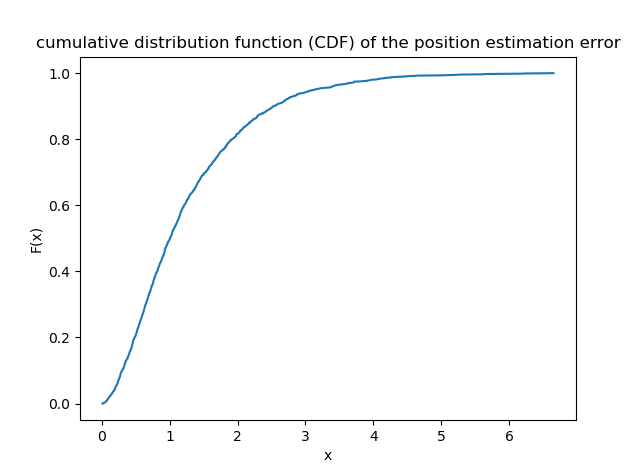 cumulative distribution function (CDF) of the position estimation error
1.0
0.8
0.6
0.4
0.2
0.0
F(x)
0 1 2 3 4 5 6
x